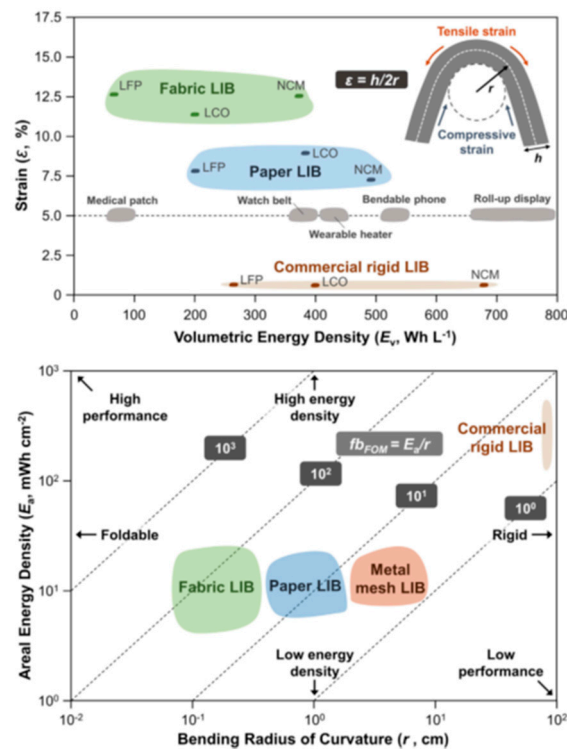 17.5
15.0
12.5
10.0
7.5
5.0
2.5
0
Strain (ε, %)
Fabric LIB
LFP
LCO
NCM
ε = h/2r
Tensile strain
r
Compressive
strain
h
LCO
LFP
Paper LIB
NCM
Medical patch
Watch belt
Bendable phone
Roll-up display
Wearable heater
Commercial rigid LIB
LFP
LCO
NCM
0 100 200 300 400 500 600 700 800
Volumetric Energy Density (Eᵥ, Wh L⁻¹)
10³
10²
10¹
10⁰
Areal Energy Density (Eₐ, mWh cm⁻²)
High
performance
High energy
density
Commercial
rigid LIB
fb_FOM = Eₐ/r
10³
10²
10¹
10⁰
Foldable
Rigid
Fabric LIB
Paper LIB
Metal
mesh LIB
Low energy
density
Low
performance
10⁻² 10⁻¹ 10⁰ 10¹ 10²
Bending Radius of Curvature (r , cm)